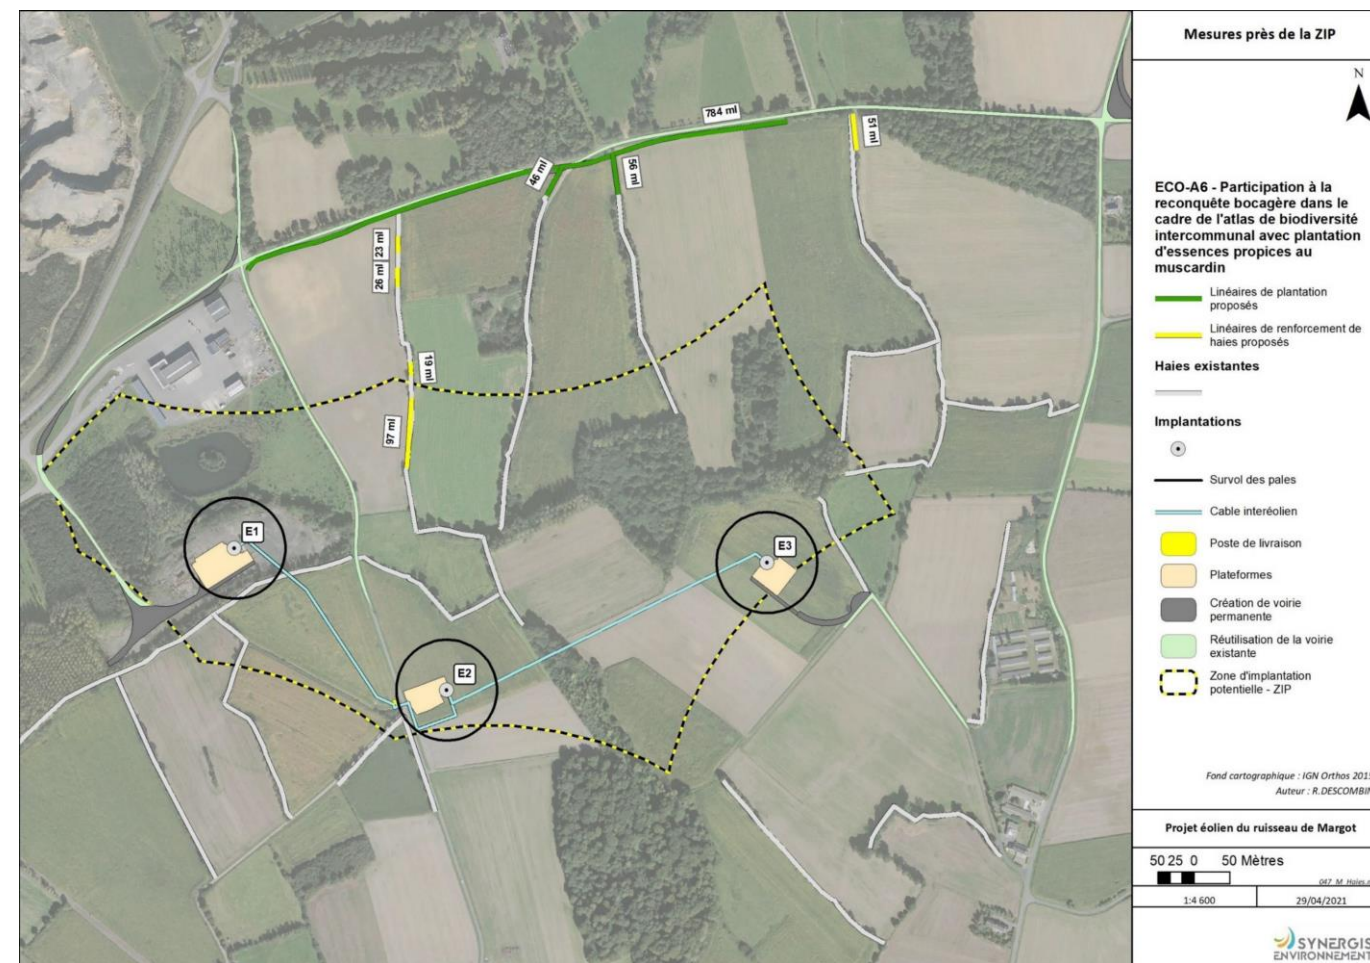 Mesures près de la ZIP
N
ECO-A6 - Participation à la
reconquête bocagère dans le
cadre de l'atlas de biodiversité
intercommunal avec plantation
d'essences propices au
muscardin
Linéaires de plantation
proposés
Linéaires de renforcement de
haies proposés
Haies existantes
Implantations
Survol des pales
Cable interéolien
Poste de livraison
Plateformes
Création de voirie
permanente
Réutilisation de la voirie
existante
Zone d'implantation
potentielle - ZIP
Fond cartographique : IGN Orthos
Auteur : R.DESCOMBIN
Projet éolien du ruisseau de Margot
50 25 0 50 Mètres
047_M_Haies
1:4 600
29/04/2021
SYNERGIS
ENVIRONNEMENT
784 ml
51 ml
46 ml
56 ml
23 ml
26 ml
19 ml
97 ml
E1
E3
E2